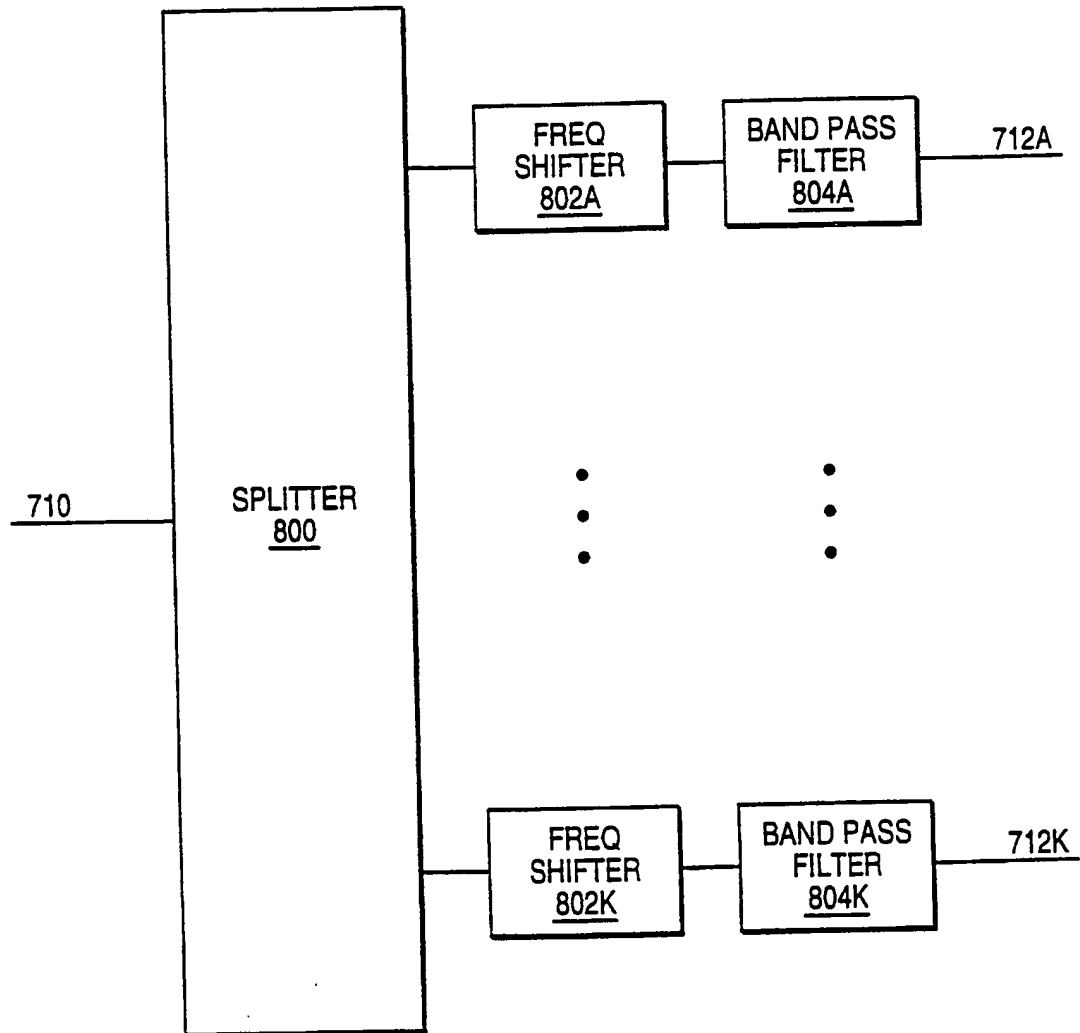 FREQ
SHIFTER
802A
BAND PASS
FILTER
804A
712A
710
SPLITTER
800
FREQ
SHIFTER
802K
BAND PASS
FILTER
804K
712K